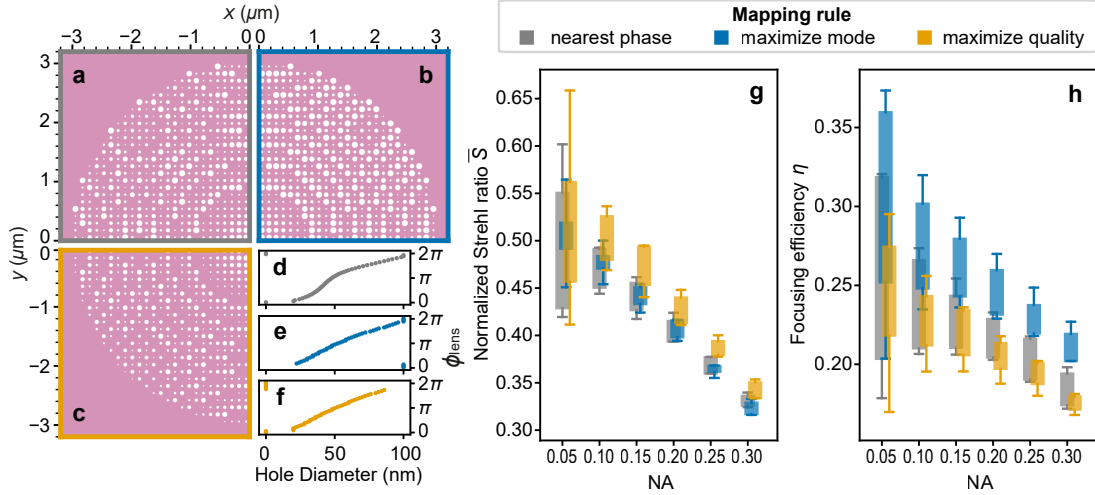 x (μm)
−3 −2 −1 0 0 1 2 3
a
b
3
2
1
0
y (μm)
−1
−2
−3
c
d
2π
π
0
e
2π
π
0
f
2π
π
0
ϕlens
0 50 100
Hole Diameter (nm)
Mapping rule
nearest phase maximize mode maximize quality
g
Normalized Strehl ratio S̅
0.65
0.60
0.55
0.50
0.45
0.40
0.35
0.30
0.05 0.10 0.15 0.20 0.25 0.30
NA
h
Focusing efficiency η
0.35
0.30
0.25
0.20
0.05 0.10 0.15 0.20 0.25 0.30
NA